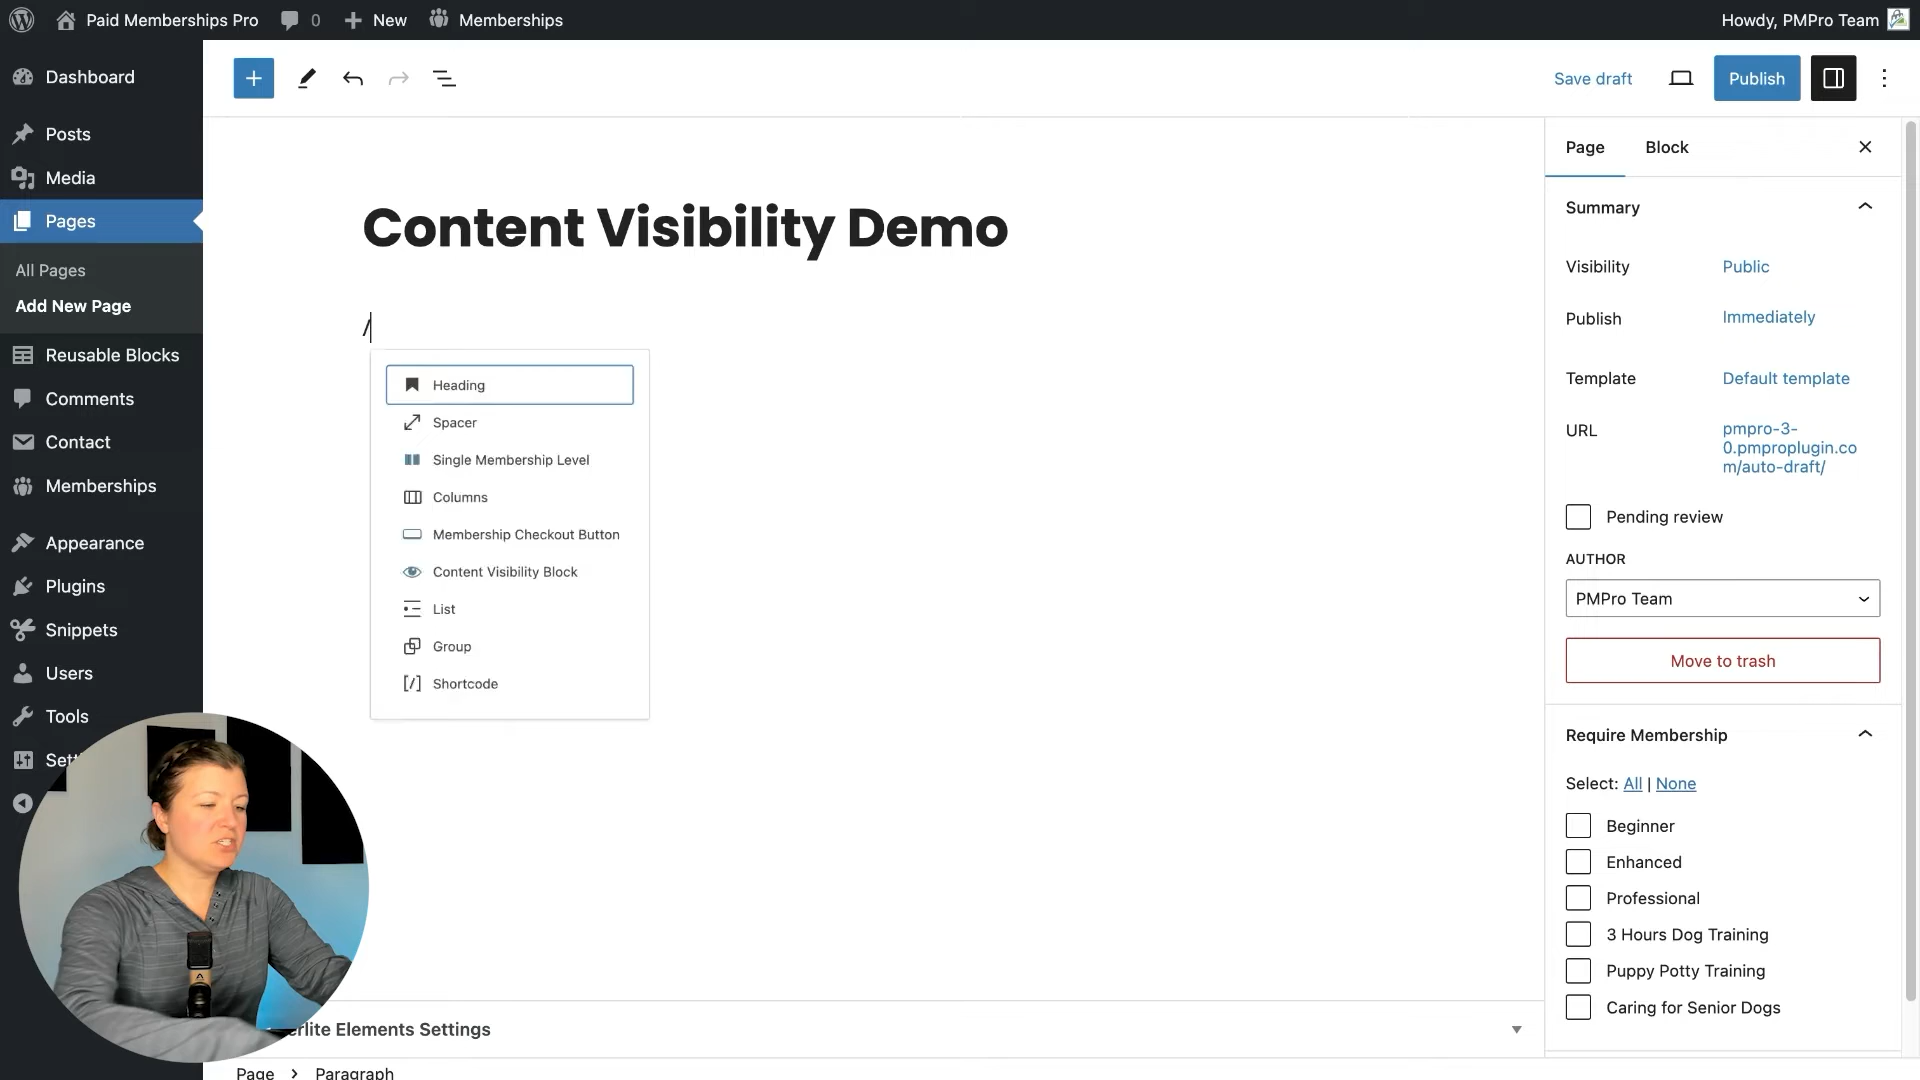 Paid Memberships Pro
0
New
Memberships
Howdy, PMPro Team
Dashboard
Posts
Media
Pages
All Pages
Add New Page
Reusable Blocks
Comments
Contact
Memberships
Appearance
Plugins
Snippets
Users
Tools
Save draft
Publish
Content Visibility Demo
/
Heading
Spacer
Single Membership Level
Columns
Membership Checkout Button
Content Visibility Block
List
Group
[/] Shortcode
Page
Block
Summary
Visibility
Public
Publish
Immediately
Template
Default template
URL
pmpro-3-
0.pmproplugin.co
m/auto-draft/
Pending review
AUTHOR
PMPro Team
Move to trash
Require Membership
Select: All | None
Beginner
Enhanced
Professional
3 Hours Dog Training
Puppy Potty Training
Caring for Senior Dogs
Elements Settings
Page > Paragraph